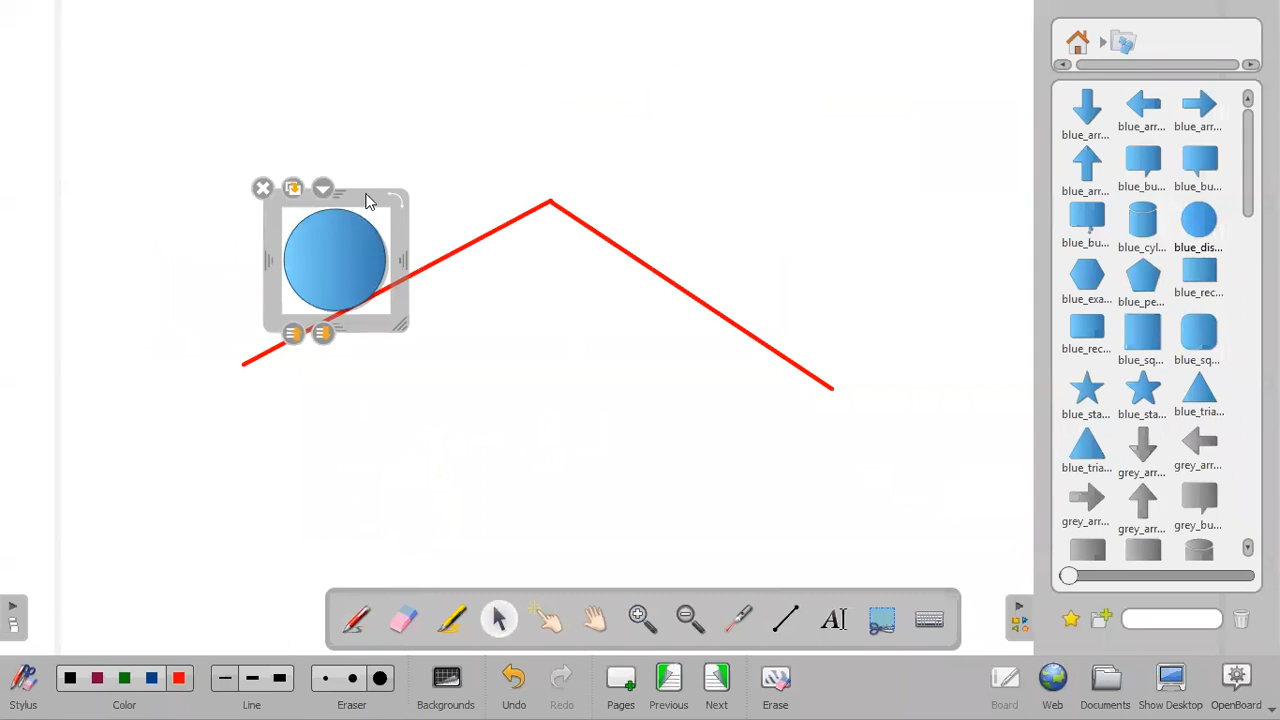 blue_arr... blue_arr... blue_arr...
blue_arr... blue_bu... blue_bu...
blue_bu... blue_cyl... blue_dis...
blue_exa... blue_pe... blue_rec...
blue_rec... blue_sq... blue_sq...
blue_sta... blue_sta... blue_tria...
blue_tria... grey_arr... grey_arr...
grey_arr... grey_arr... grey_bu...
AI
Stylus Color Line Eraser Backgrounds Undo Redo Pages Previous Next Erase Board Web Documents Show Desktop OpenBoard